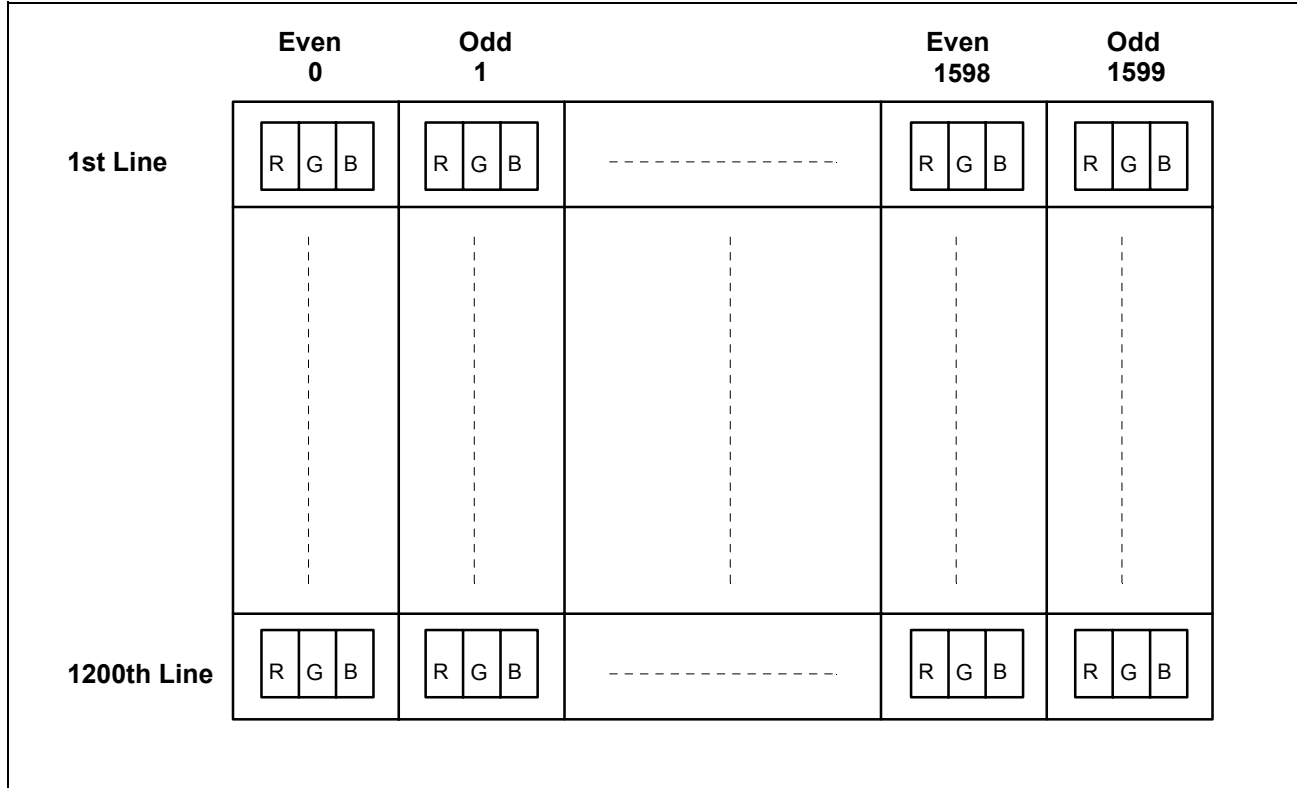 Even Odd Even Odd
0 1 1598 1599
1st Line R G B R G B R G B R G B
1200th Line R G B R G B R G B R G B